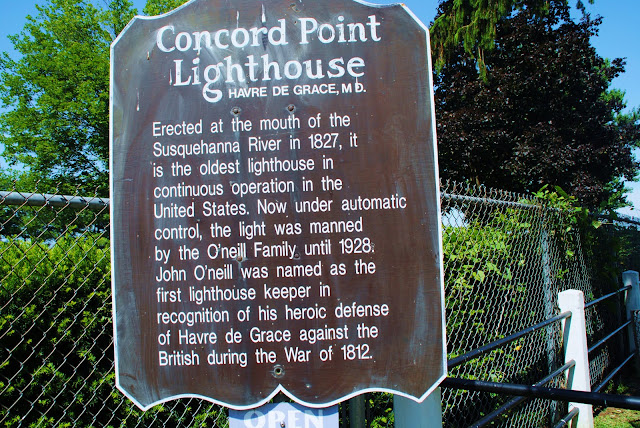 Concord Point
Lighthouse
HAVRE DE GRACE, MD.
Erected at the mouth of the
Susquehanna River in 1827, it
is the oldest lighthouse in
continuous operation in the
United States. Now under automatic
control, the light was manned
by the O'neill Family until 1928.
John O'neill was named as the
first lighthouse keeper in
recognition of his heroic defense
of Havre de Grace against the
British during the War of 1812.
OPEN